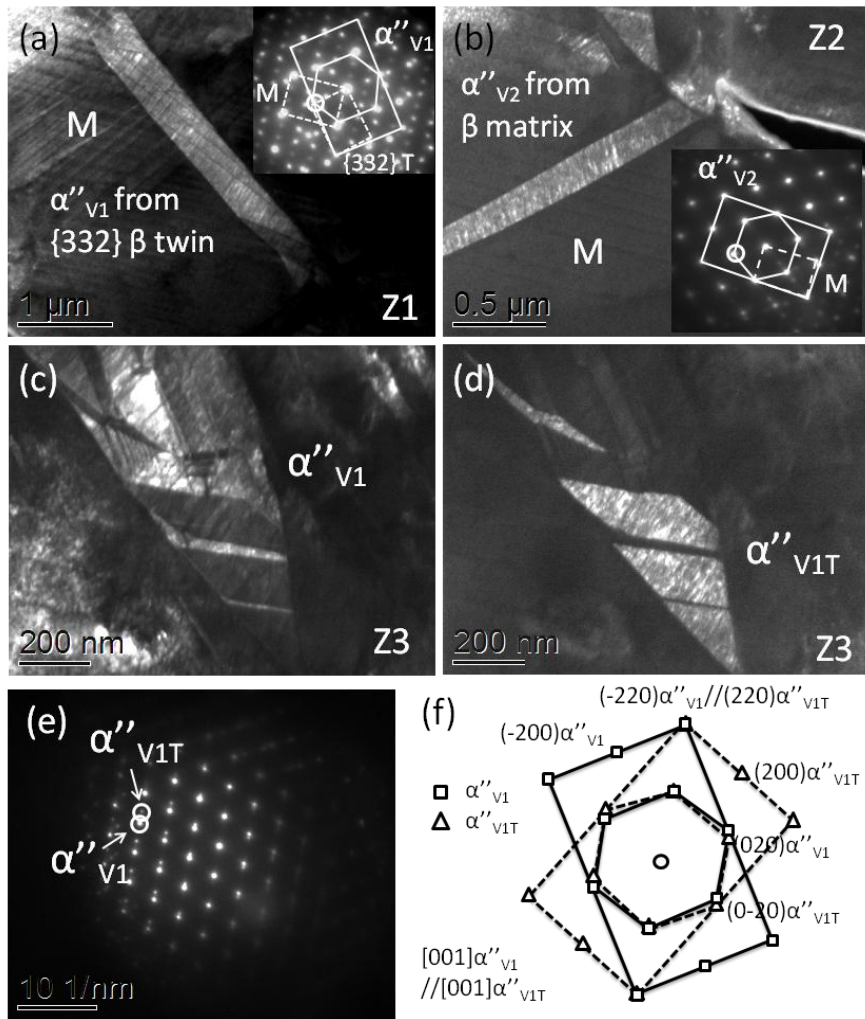 (a)
α’’V1
M
{332} T
M
α’’V1 from
{332} β twin
1 µm
Z1
(b)
Z2
α’’V2 from
β matrix
α’’V2
M
M
0.5 µm
(c)
α’’V1
200 nm
Z3
(d)
α’’V1T
200 nm
Z3
(e)
α’’V1T
α’’V1
10 1/nm
(f)
(-220)α’’V1//(220)α’’V1T
(-200)α’’V1
(200)α’’V1T
α’’V1
α’’V1T
(020)α’’V1
(0-20)α’’V1T
[001]α’’V1
//[001]α’’V1T